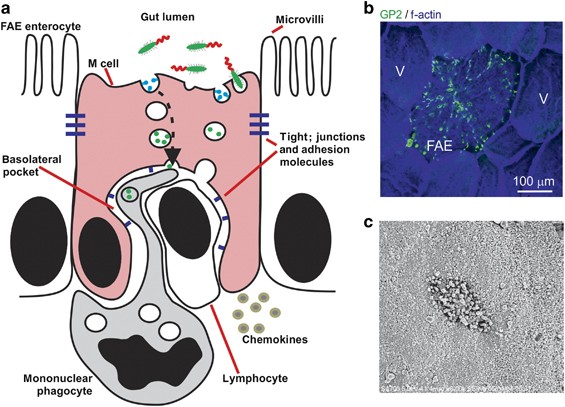 a
FAE enterocyte
Gut lumen
Microvilli
M cell
Tight; junctions
and adhesion
molecules
Basolateral
pocket
Chemokines
Mononuclear
phagocyte
Lymphocyte
b
GP2 / f-actin
V
V
FAE
100 μm
c